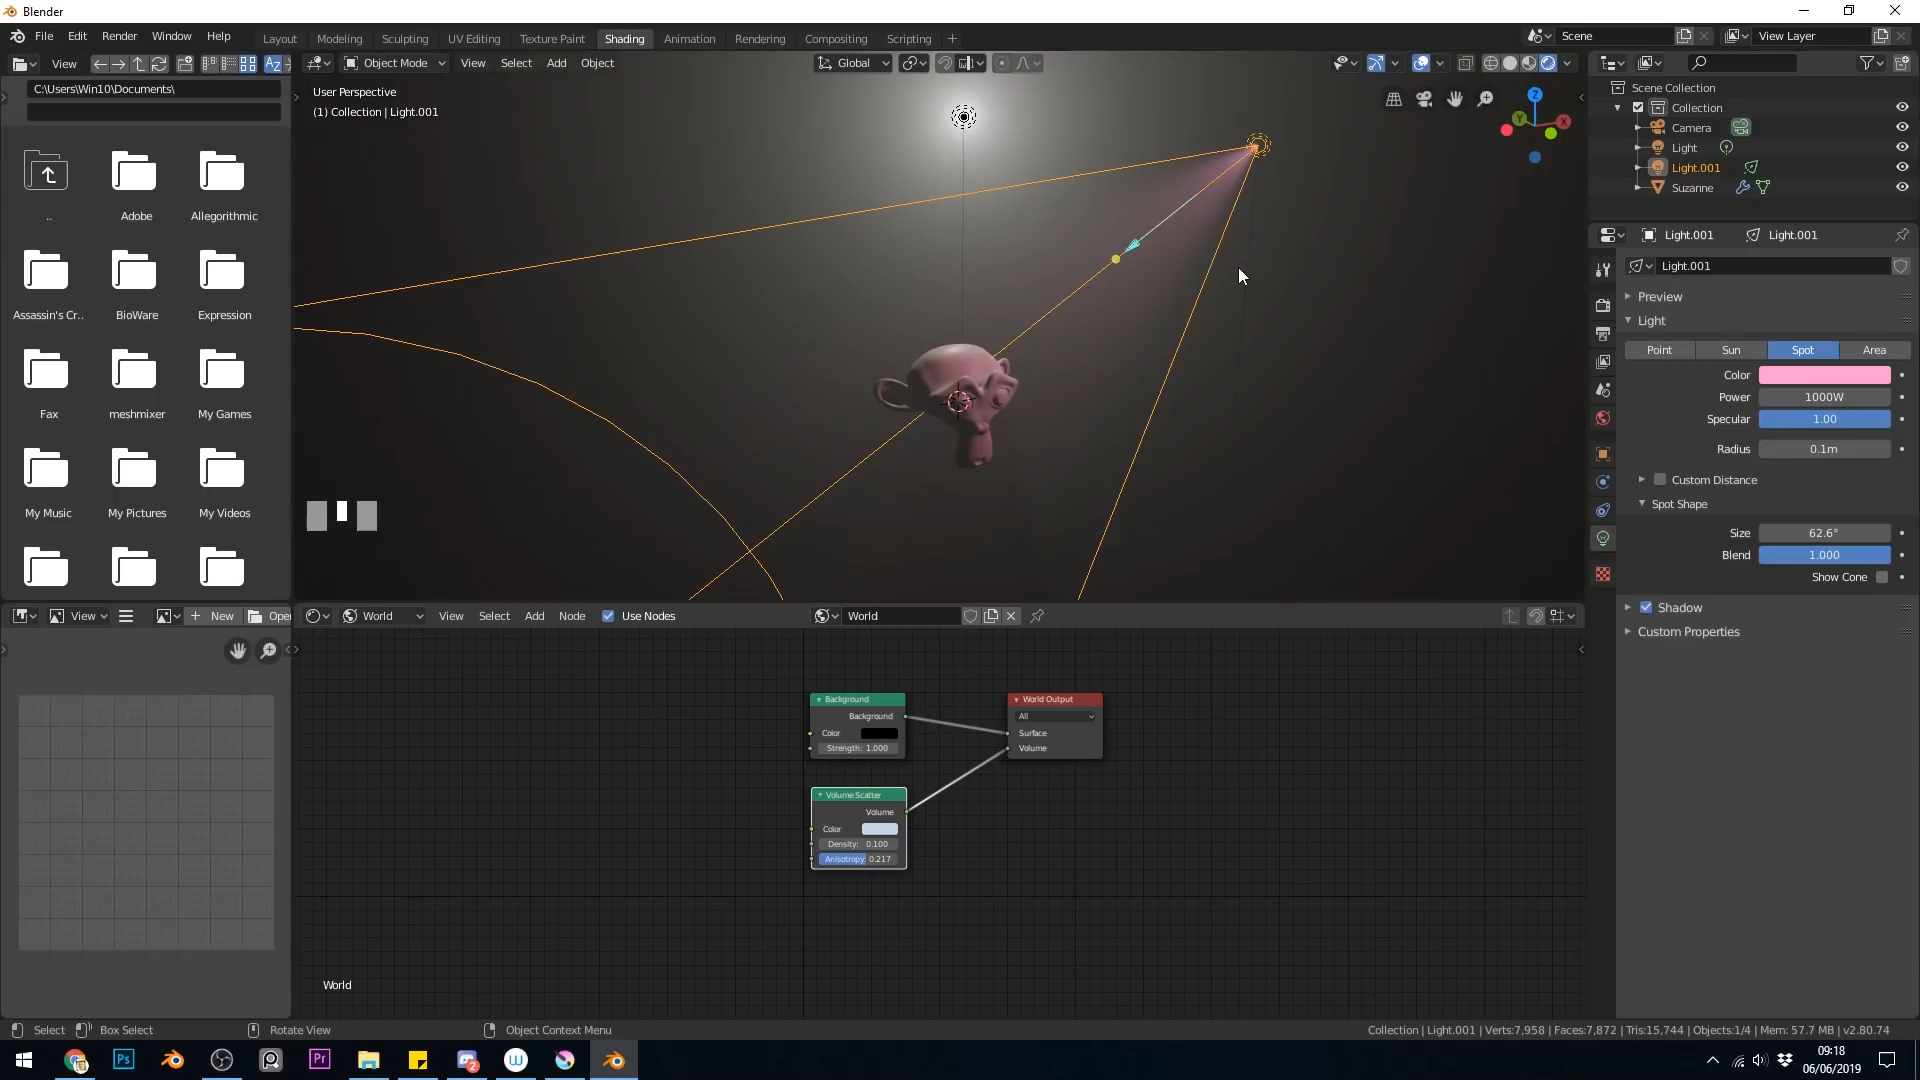 Blender
File Edit Render Window Help
Layout Modeling Sculpting UV Editing Texture Paint Shading Animation Rendering Compositing Scripting +
Scene
View Layer
View
Object Mode View Select Add Object
Global
C:\Users\Win10\Documents\
User Perspective
(1) Collection | Light.001
..
Adobe
Allegorithmic
Assassin's Cr..
BioWare
Expression
Fax
meshmixer
My Games
My Music
My Pictures
My Videos
Z
Y
X
Scene Collection
Collection
Camera
Light
Light.001
Suzanne
Light.001
Light.001
Light.001
Preview
Light
Point Sun Spot Area
Color
Power 1000W
Specular 1.00
Radius 0.1m
Custom Distance
Spot Shape
Size 62.6°
Blend 1.000
Show Cone
Shadow
Custom Properties
View
New
Open
World View Select Add Node Use Nodes
World
Background
Background
Color
Strength: 1.000
World Output
All
Surface
Volume
Volume Scatter
Volume
Color
Density: 0.100
Anisotropy: 0.217
World
Select
Box Select
Rotate View
Object Context Menu
Collection | Light.001 | Verts:7,958 | Faces:7,872 | Tris:15,744 | Objects:1/4 | Mem: 57.7 MB | v2.80.74
Ps
Pr
2
W
09:18
06/06/2019